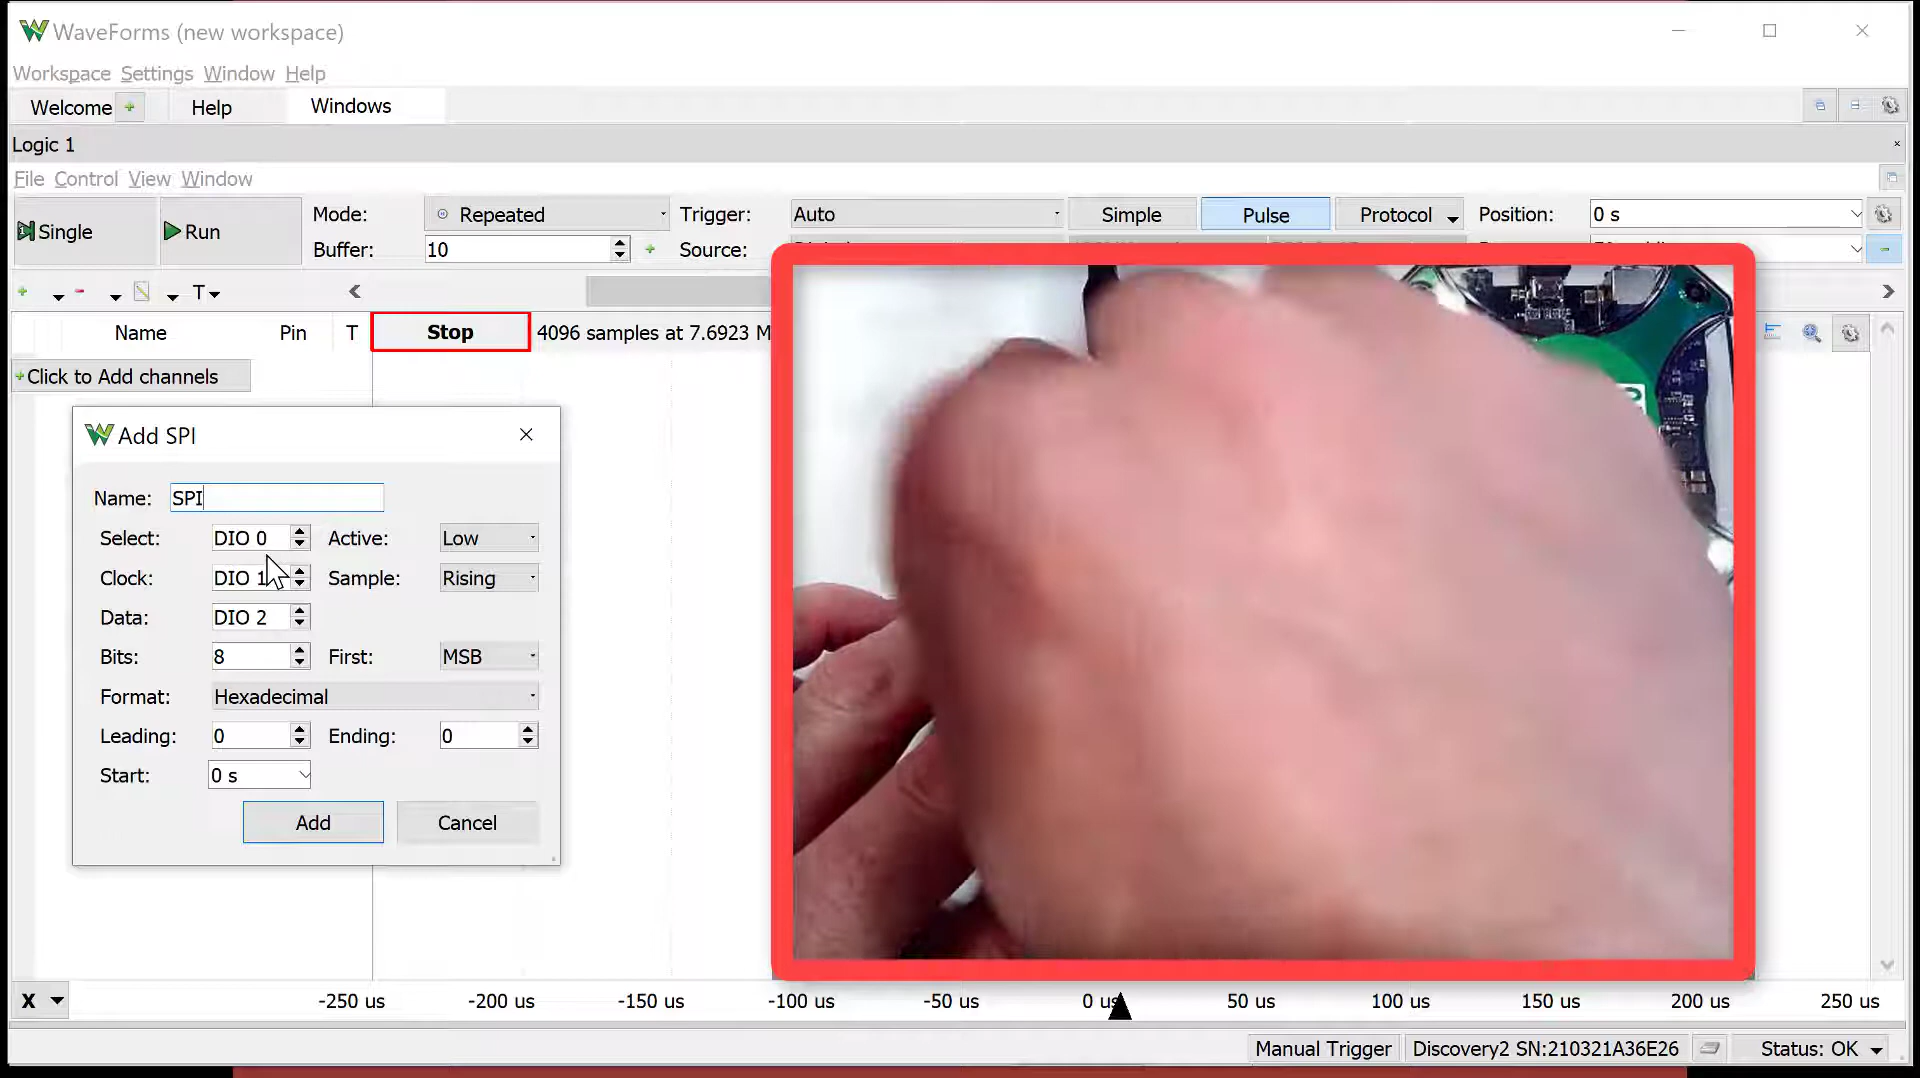 WaveForms (new workspace)
Workspace Settings Window Help
Welcome Help Windows
Logic 1
File Control View Window
Single Run Mode: Repeated Trigger: Auto Simple Pulse Protocol Position: 0 s
Buffer: 10 Source:
T
Name Pin T Stop 4096 samples at 7.6923 M
Click to Add channels
Add SPI
Name: SPI
Select: DIO 0 Active: Low
Clock: DIO 1 Sample: Rising
Data: DIO 2
Bits: 8 First: MSB
Format: Hexadecimal
Leading: 0 Ending: 0
Start: 0 s
Add Cancel
X -250 us -200 us -150 us -100 us -50 us 0 us 50 us 100 us 150 us 200 us 250 us
Manual Trigger Discovery2 SN:210321A36E26 Status: OK